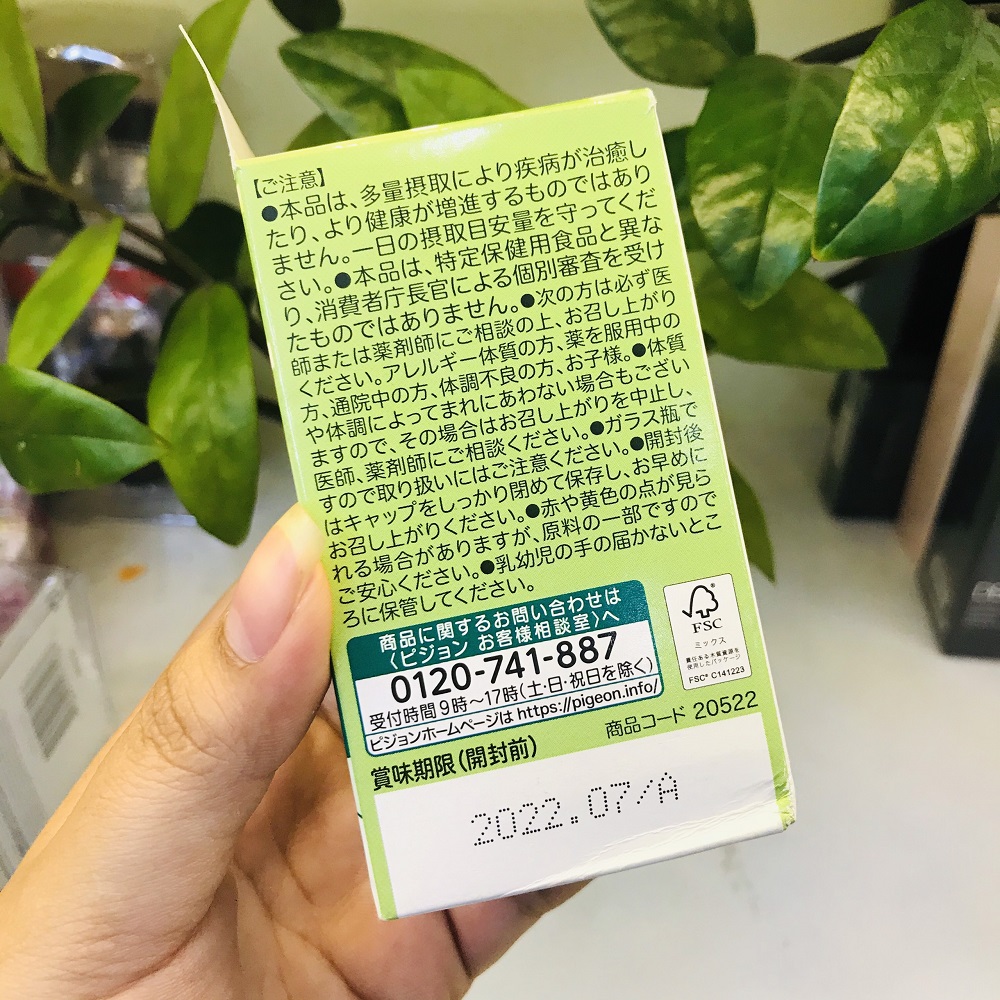 【ご注意】
●本品は、多量摂取により疾病が治癒し
たり、より健康が増進するものではあり
ません。一日の摂取目安量を守ってくだ
さい。●本品は、特定保健用食品と異な
り、消費者庁長官による個別審査を受け
たものではありません。●次の方は必ず医
師または薬剤師にご相談の上、お召し上がり
ください。アレルギー体質の方、薬を服用中の
方、通院中の方、体調不良の方、お子様。●体質
や体調によってまれにあわない場合もござい
ますので、その場合はお召し上がりを中止し、
医師、薬剤師にご相談ください。●ガラス瓶で
すので取り扱いにはご注意ください。●開封後
はキャップをしっかり閉めて保存し、お早めに
お召し上がりください。●赤や黄色の点が見ら
れる場合がありますが、原料の一部ですので
ご安心ください。●乳幼児の手の届かないとこ
ろに保管してください。
商品に関するお問い合わせは
〈ピジョン お客様相談室〉へ
0120-741-887
受付時間9時～17時(土・日・祝日を除く)
ピジョンホームページは https://pigeon.info/
FSC
ミックス
責任ある木質資源を
使用したパッケージ
FSC® C141223
商品コード 20522
賞味期限(開封前)
2022.07/A